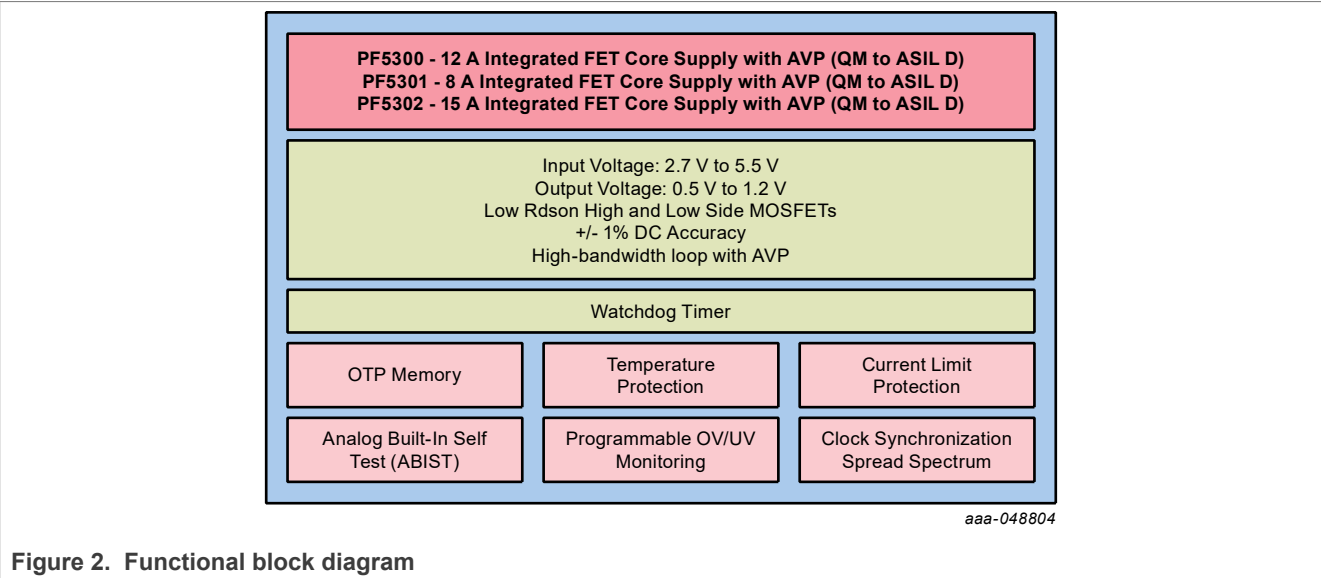 PF5300 - 12 A Integrated FET Core Supply with AVP (QM to ASIL D)
PF5301 - 8 A Integrated FET Core Supply with AVP (QM to ASIL D)
PF5302 - 15 A Integrated FET Core Supply with AVP (QM to ASIL D)
Input Voltage: 2.7 V to 5.5 V
Output Voltage: 0.5 V to 1.2 V
Low Rdson High and Low Side MOSFETs
+/- 1% DC Accuracy
High-bandwidth loop with AVP
Watchdog Timer
OTP Memory
Temperature
Protection
Current Limit
Protection
Analog Built-In Self
Test (ABIST)
Programmable OV/UV
Monitoring
Clock Synchronization
Spread Spectrum
aaa-048804
Figure 2. Functional block diagram